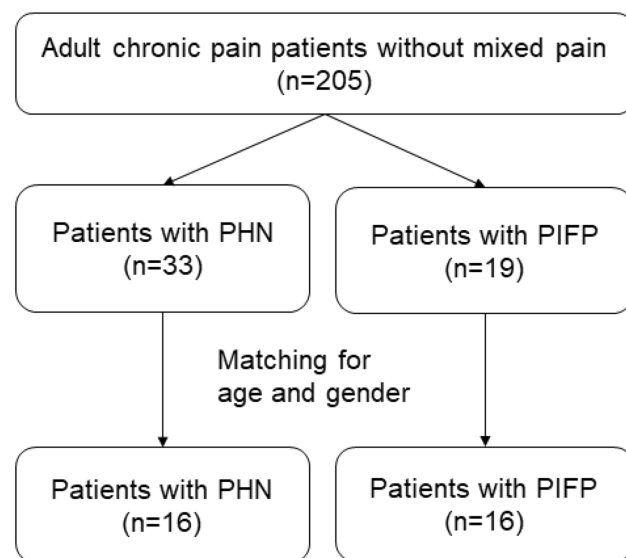 Adult chronic pain patients without mixed pain
(n=205)
Patients with PHN
(n=33)
Patients with PIFP
(n=19)
Matching for
age and gender
Patients with PHN
(n=16)
Patients with PIFP
(n=16)